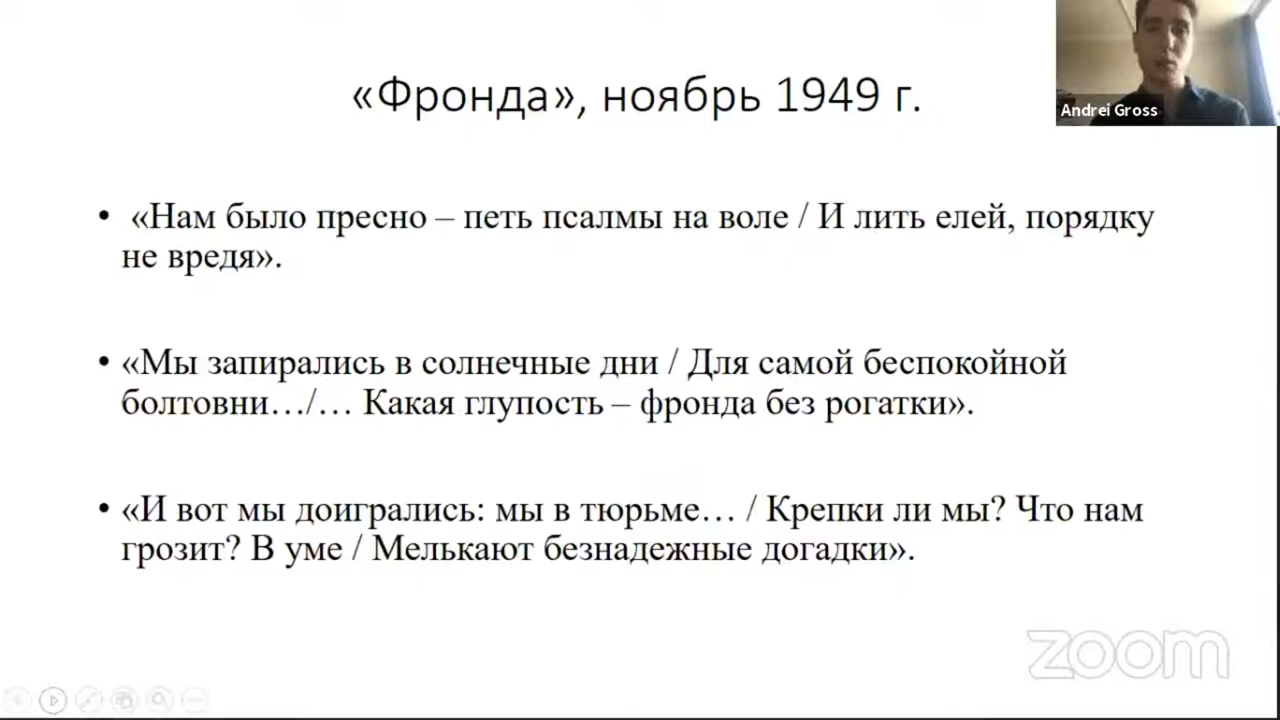 «Фронда», ноябрь 1949 г.
Andrei Gross
• «Нам было пресно – петь псалмы на воле / И лить елей, порядку
не вредя».
• «Мы запирались в солнечные дни / Для самой беспокойной
болтовни…/… Какая глупость – фронда без рогатки».
• «И вот мы доигрались: мы в тюрьме… / Крепки ли мы? Что нам
грозит? В уме / Мелькают безнадежные догадки».
zoom